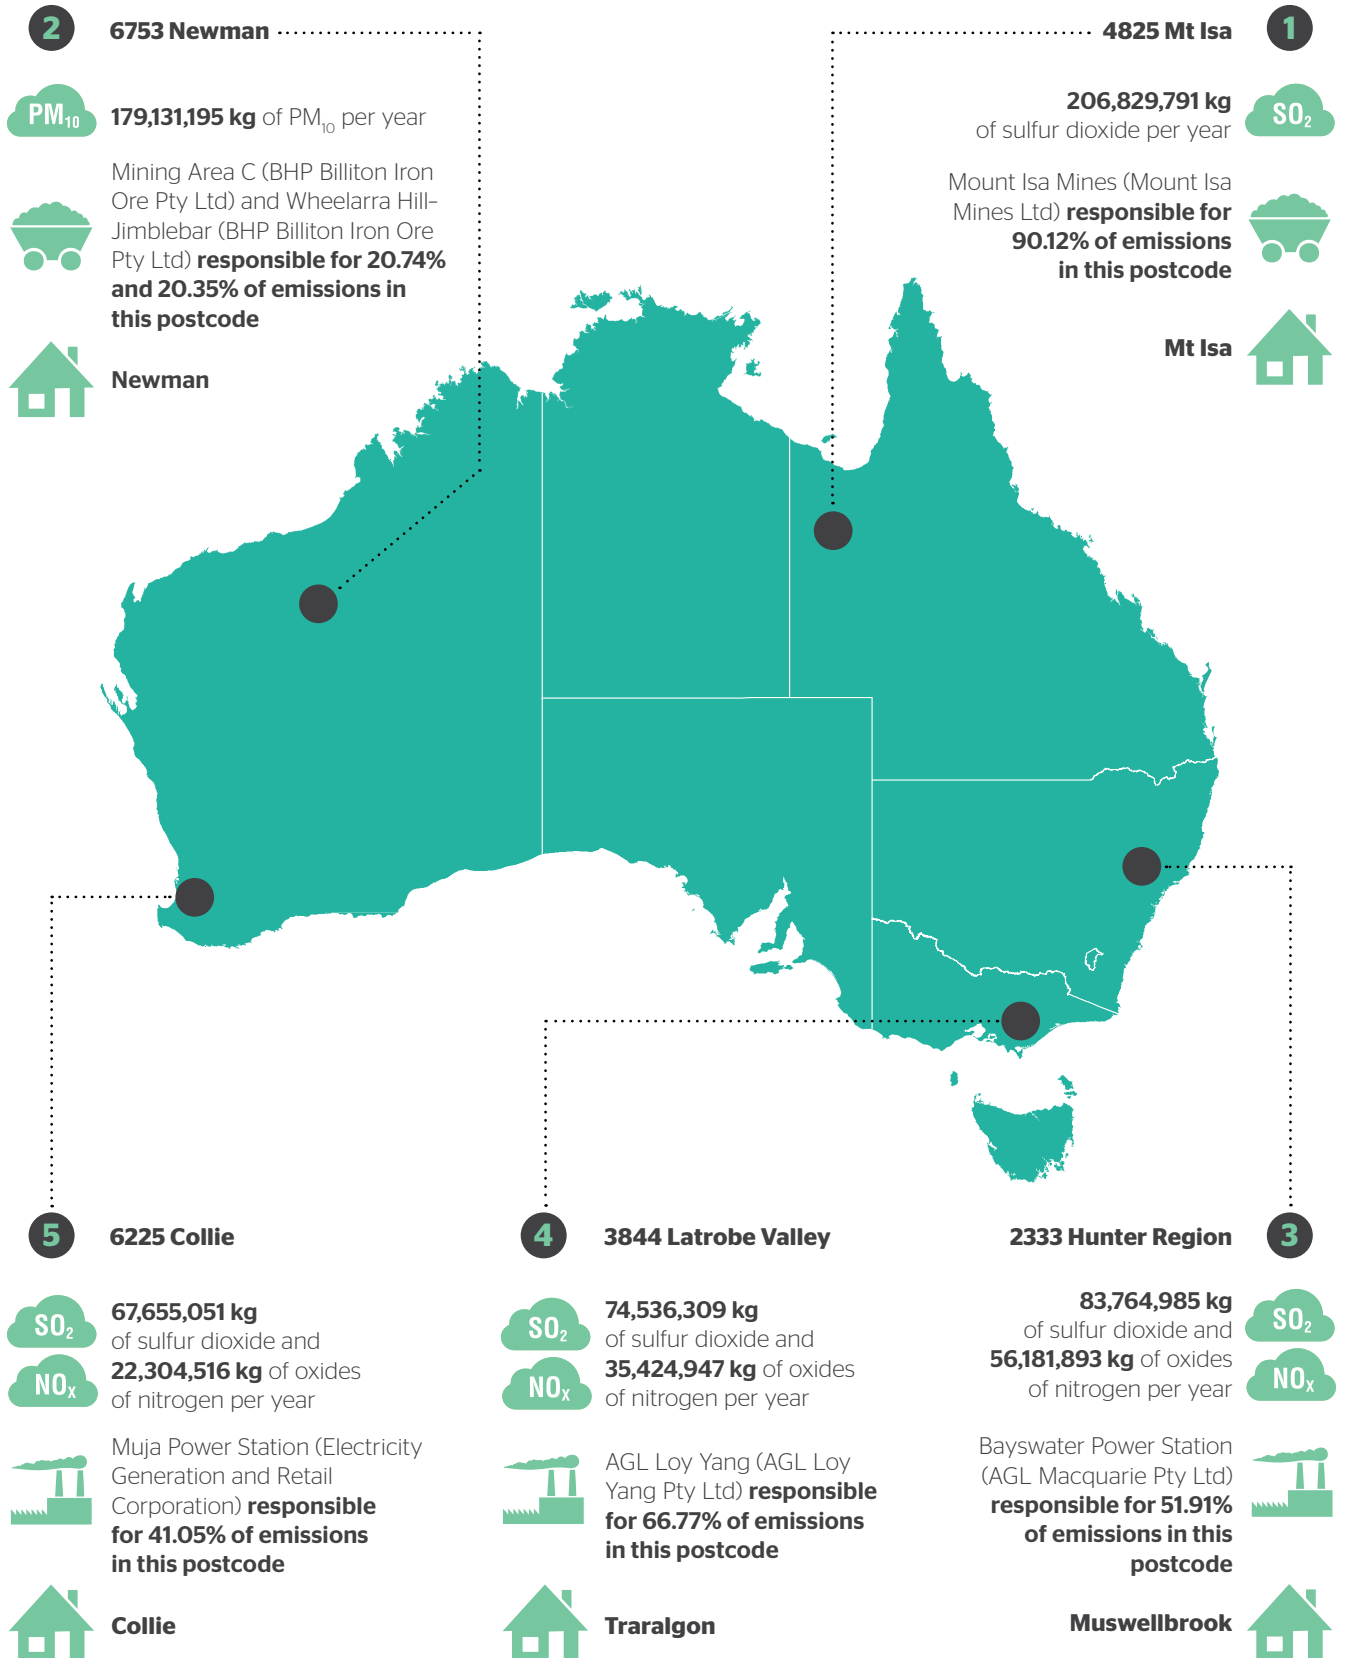 2
6753 Newman
PM10
179,131,195 kg of PM10 per year
Mining Area C (BHP Billiton Iron
Ore Pty Ltd) and Wheelarra Hill–
Jimblebar (BHP Billiton Iron Ore
Pty Ltd) responsible for 20.74%
and 20.35% of emissions in
this postcode
Newman
4825 Mt Isa
1
206,829,791 kg
of sulfur dioxide per year
SO2
Mount Isa Mines (Mount Isa
Mines Ltd) responsible for
90.12% of emissions
in this postcode
Mt Isa
5
6225 Collie
SO2
NOX
67,655,051 kg
of sulfur dioxide and
22,304,516 kg of oxides
of nitrogen per year
Muja Power Station (Electricity
Generation and Retail
Corporation) responsible
for 41.05% of emissions
in this postcode
Collie
4
3844 Latrobe Valley
SO2
NOX
74,536,309 kg
of sulfur dioxide and
35,424,947 kg of oxides
of nitrogen per year
AGL Loy Yang (AGL Loy
Yang Pty Ltd) responsible
for 66.77% of emissions
in this postcode
Traralgon
2333 Hunter Region
3
83,764,985 kg
of sulfur dioxide and
56,181,893 kg of oxides
of nitrogen per year
SO2
NOX
Bayswater Power Station
(AGL Macquarie Pty Ltd)
responsible for 51.91%
of emissions in this
postcode
Muswellbrook